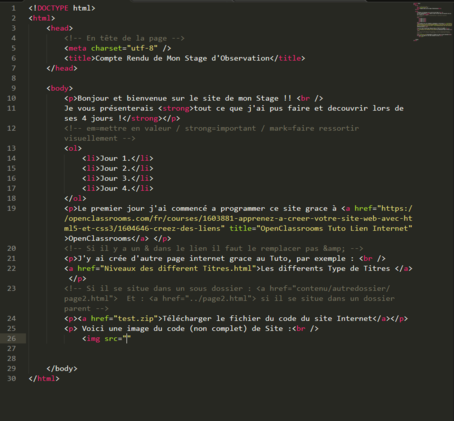 1 <!DOCTYPE html>
2 <html>
3 <head>
4 <!-- En tête de la page -->
5 <meta charset="utf-8" />
6 <title>Compte Rendu de Mon Stage d'Observation</title>
7 </head>
8
9 <body>
10 <p>Bonjour et bienvenue sur le site de mon Stage !! <br />
11 Je vous présenterais <strong>tout ce que j'ai pus faire et decouvrir lors de
ses 4 jours !</strong></p>
12 <!-- em=mettre en valeur / strong=important / mark=faire ressortir
visuellement -->
13 <ol>
14 <li>Jour 1.</li>
15 <li>Jour 2.</li>
16 <li>Jour 3.</li>
17 <li>Jour 4.</li>
18 </ol>
19 <p>Le premier jour j'ai commencé a programmer ce site grace à <a href="https:/
/openclassrooms.com/fr/courses/1603881-apprenez-a-creer-votre-site-web-avec-ht
ml5-et-css3/1604646-creez-des-liens" title="OpenClassrooms Tuto Lien Internet"
>OpenClassrooms</a> </p>
20 <!-- Si il y a un & dans le lien il faut le remplacer pas &amp; -->
21 <p>J'y ai crée d'autre page internet grace au Tuto, par exemple : <br />
22 <a href="Niveaux des different Titres.html">Les differents Type de Titres </a>
</p>
23 <!-- Si il se situe dans un sous dossier : <a href="contenu/autredossier/
page2.html"> Et : <a href="../page2.html"> si il se situe dans un dossier
parent -->
24 <p><a href="test.zip">Télécharger le fichier du code du site Internet</a></p>
25 <p> Voici une image du code (non complet) de Site :<br />
26 <img src=""
27
28
29 </body>
30 </html>